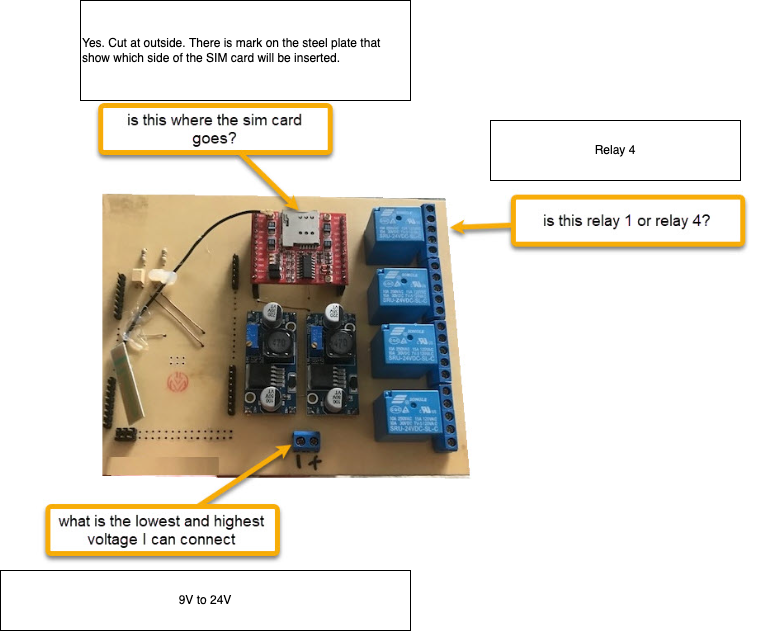 Yes. Cut at outside. There is mark on the steel plate that
show which side of the SIM card will be inserted.
is this where the sim card
goes?
Relay 4
is this relay 1 or relay 4?
SRU-24VDC-SL-C
SRU-24VDC-SL-C
SRU-24VDC-SL-C
SRU-24VDC-SL-C
what is the lowest and highest
voltage I can connect
9V to 24V